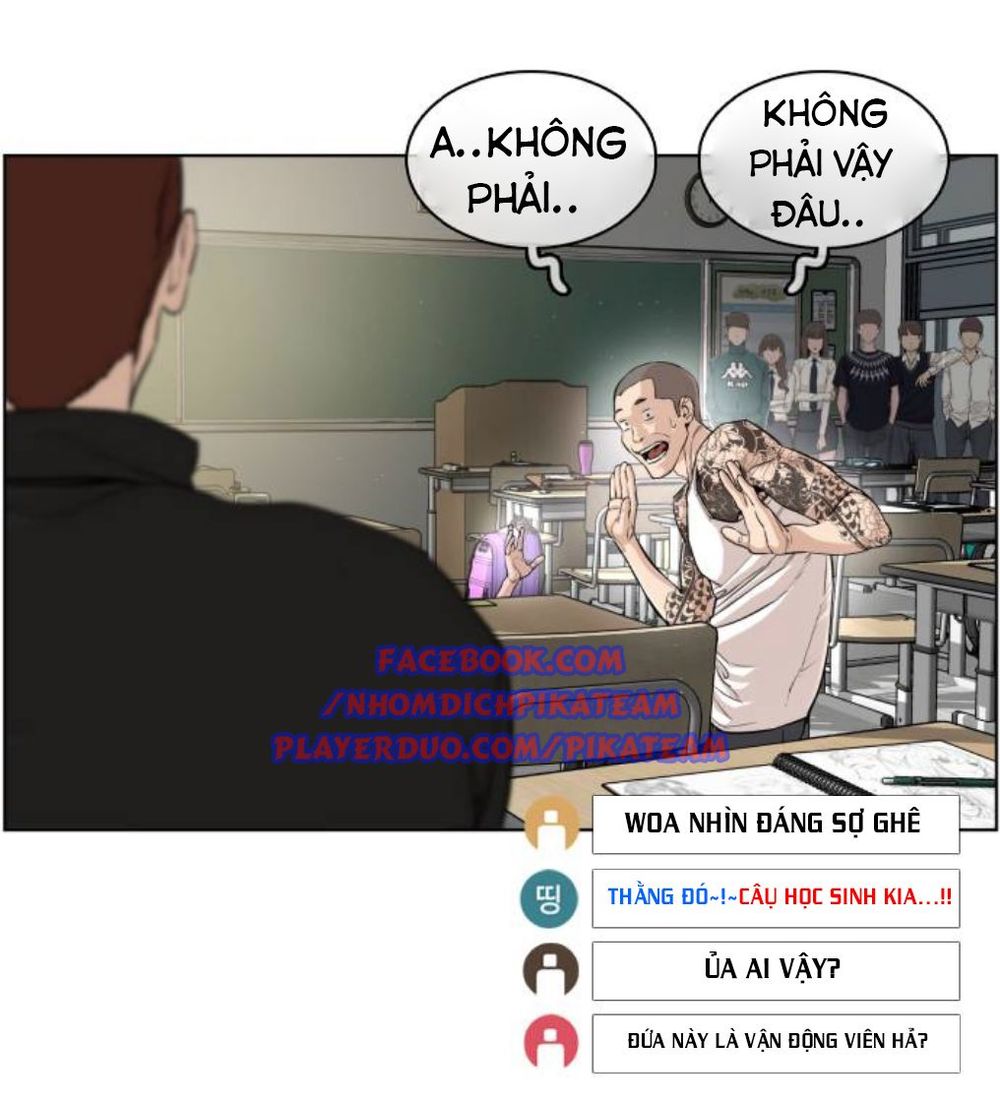 A..KHÔNG
PHẢI..
KHÔNG
PHẢI VẬY
ĐÂU..
FACEBOOK.COM
/NHOMDICHPIKATEAM
PLAYERDUO.COM/PIKATEAM
WOA NHÌN ĐÁNG SỢ GHÊ
띵
THẰNG ĐÓ~!~CÂỤ HỌC SINH KIA...!!
ỦA AI VẬY?
ĐỨA NÀY LÀ VẬN ĐỘNG VIÊN HẢ?